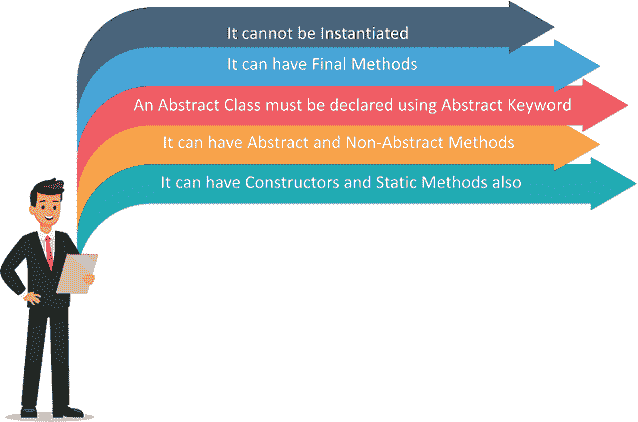 It cannot be Instantiated
It can have Final Methods
An Abstract Class must be declared using Abstract Keyword
It can have Abstract and Non-Abstract Methods
It can have Constructors and Static Methods also